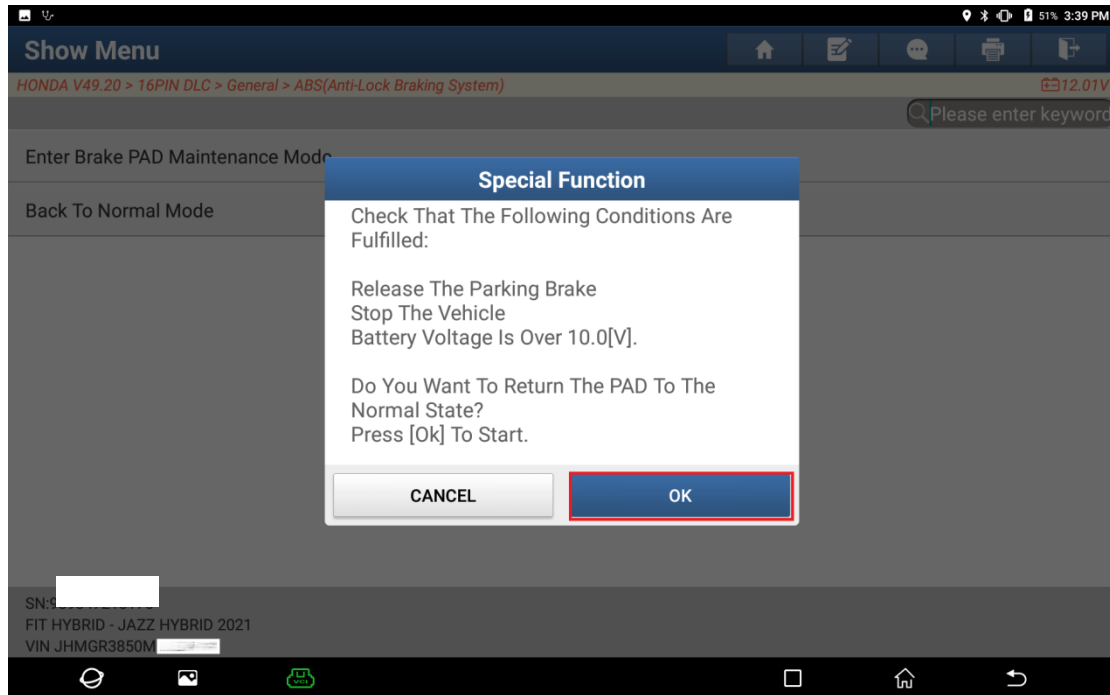 51% 3:39 PM
Show Menu
HONDA V49.20 > 16PIN DLC > General > ABS(Anti-Lock Braking System)
12.01V
Please enter keyword
Enter Brake PAD Maintenance Mode
Back To Normal Mode
Special Function
Check That The Following Conditions Are
Fulfilled:
Release The Parking Brake
Stop The Vehicle
Battery Voltage Is Over 10.0[V].
Do You Want To Return The PAD To The
Normal State?
Press [Ok] To Start.
CANCEL
OK
SN:9
FIT HYBRID - JAZZ HYBRID 2021
VIN JHMGR3850M
VCI